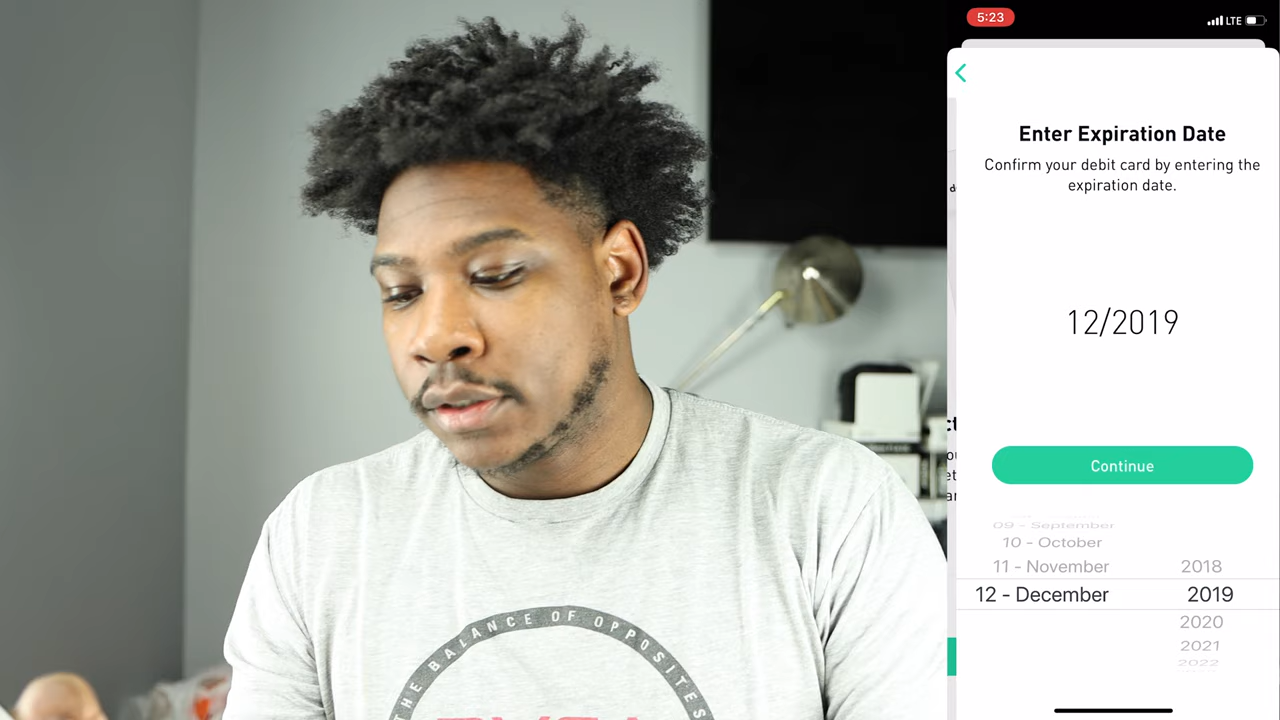 5:23
LTE
Enter Expiration Date
Confirm your debit card by entering the
expiration date.
12/2019
Continue
09 - September
10 - October
11 - November 2018
12 - December 2019
2020
2021
2022
THE BALANCE OF OPPOSITES